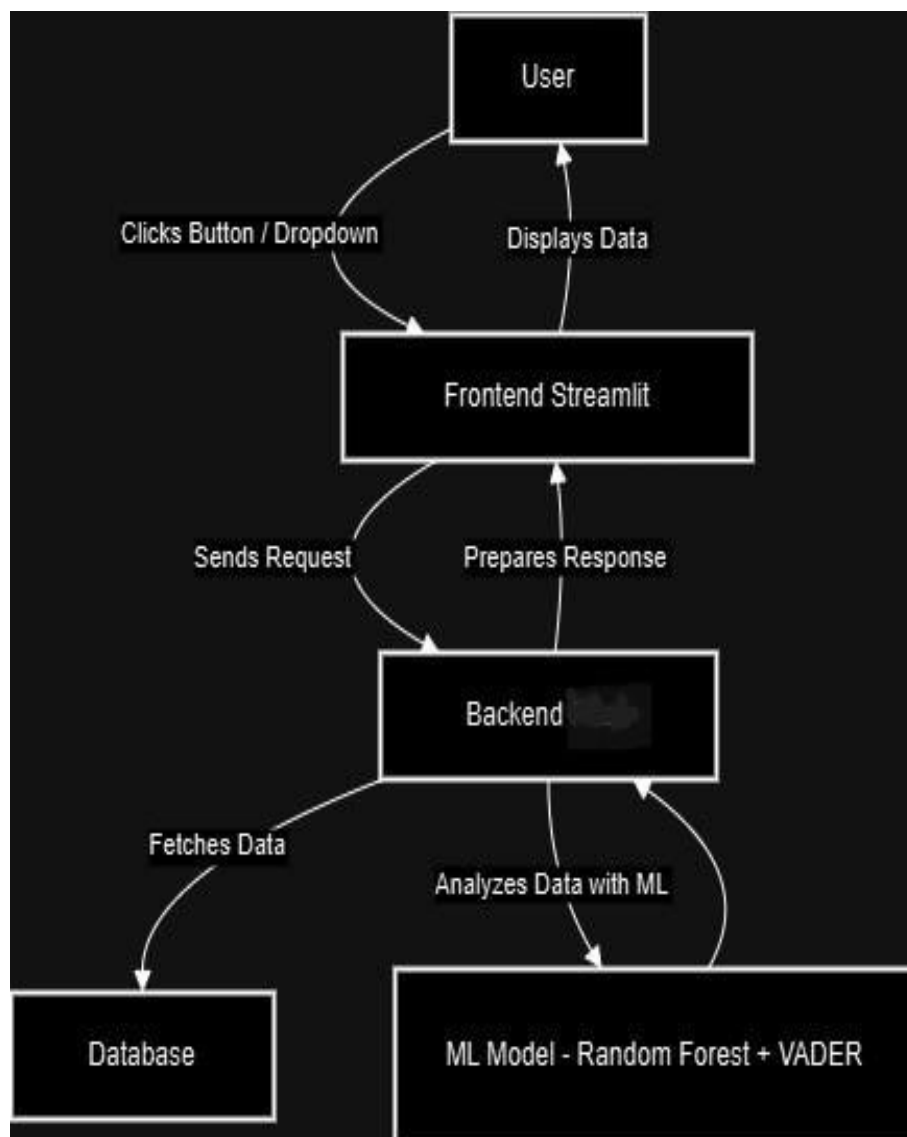 User
Clicks Button / Dropdown
Displays Data
Frontend Streamlit
Sends Request
Prepares Response
Backend
Fetches Data
Analyzes Data with ML
Database
ML Model - Random Forest + VADER